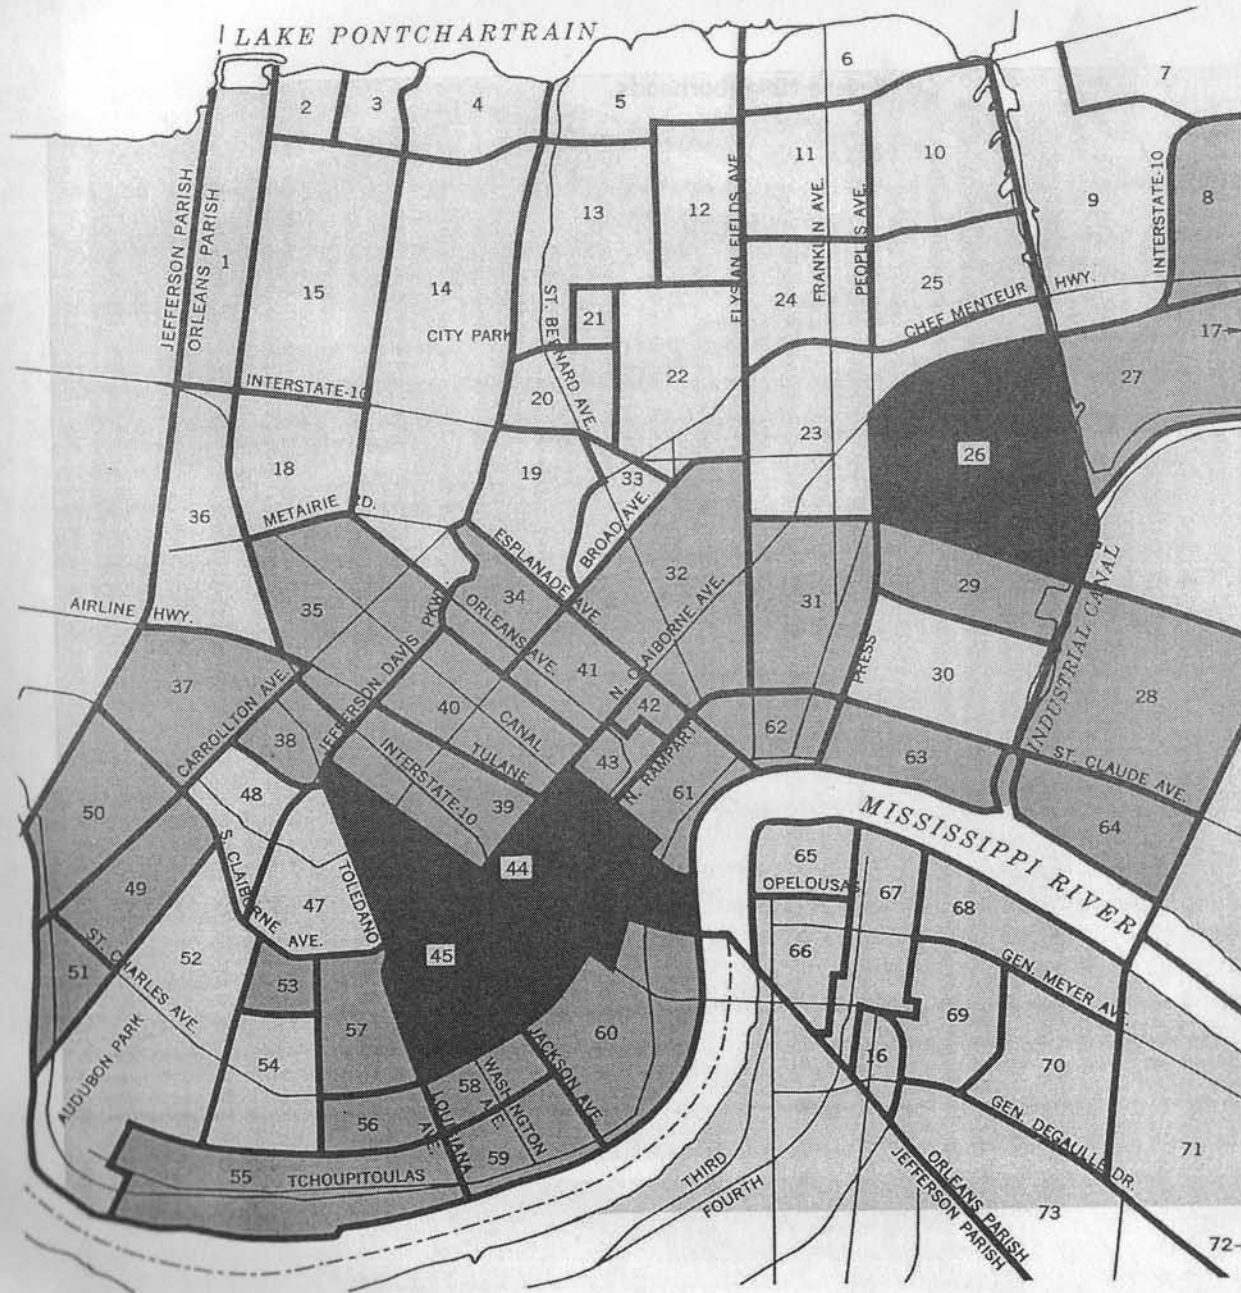 LAKE PONTCHARTRAIN
6
7
2
3
4
5
11
10
9
8
INTERSTATE-10
JEFFERSON PARISH
ORLEANS PARISH
1
13
12
ELYSIAN FIELDS AVE
FRANKLIN AVE.
PEOPLES AVE.
15
14
CITY PARK
ST. BERNARD AVE.
21
24
25
CHEF MENTEUR HWY.
17
INTERSTATE-10
20
22
23
27
26
36
18
METAIRIE RD.
19
33
BROAD AVE.
ESPLANADE AVE
32
31
29
INDUSTRIAL CANAL
AIRLINE HWY.
35
34
ORLEANS AVE.
JEFFERSON DAVIS PKW.
41
N. CLAIBORNE AVE.
PRESS
30
28
37
CARROLLTON AVE.
38
40
CANAL
TULANE
INTERSTATE-10
39
42
43
N. RAMPART
61
62
63
ST. CLAUDE AVE.
64
MISSISSIPPI RIVER
50
48
49
S. CLAIBORNE AVE.
47
TOLEDANO
44
45
65
OPELOUSAS
67
68
66
GEN. MEYER AVE.
51
ST. CHARLES AVE.
52
53
57
60
69
70
16
AUDUBON PARK
54
56
58
WASHINGTON AVE.
JACKSON AVE.
LOUISIANA AVE.
59
GEN. DEGAULLE DR.
71
55
TCHOUPITOULAS
THIRD
FOURTH
ORLEANS PARISH
JEFFERSON PARISH
73
72